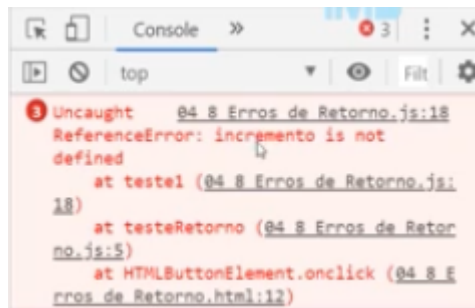 Console » 3
top Filt
3 Uncaught 04 8 Erros de Retorno.js:18
ReferenceError: incremento is not
defined
at teste1 (04 8 Erros de Retorno.js:
18)
at testeRetorno (04 8 Erros de Retor
no.js:5)
at HTMLButtonElement.onclick (04 8 E
rros de Retorno.html:12)